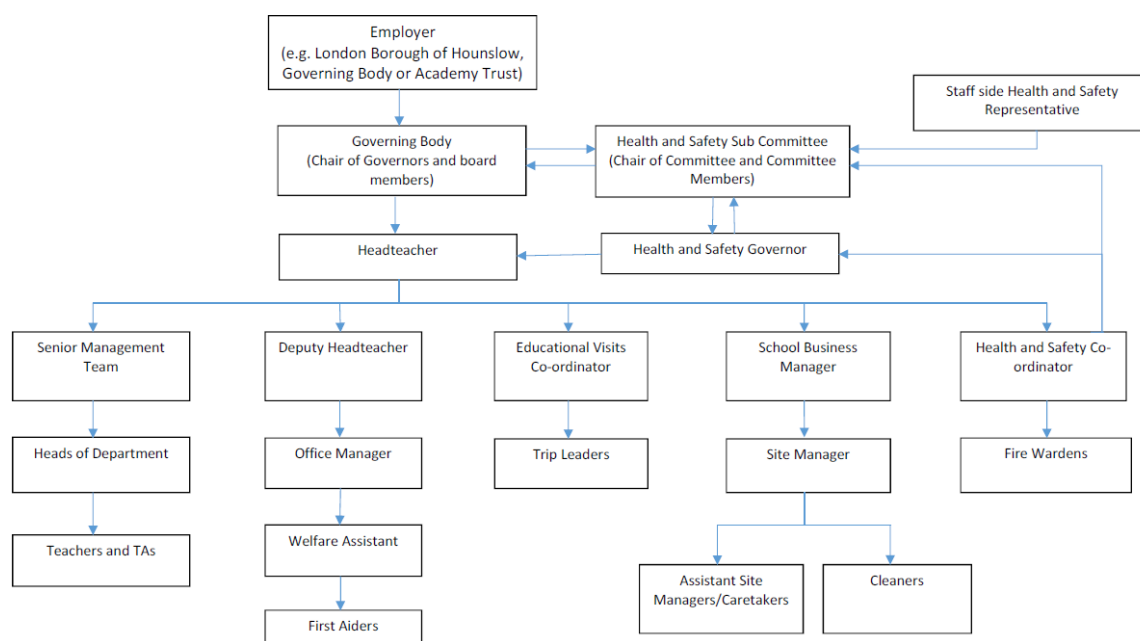 Employer
(e.g. London Borough of Hounslow,
Governing Body or Academy Trust)
Staff side Health and Safety
Representative
Governing Body
(Chair of Governors and board
members)
Health and Safety Sub Committee
(Chair of Committee and Committee
Members)
Headteacher
Health and Safety Governor
Senior Management
Team
Deputy Headteacher
Educational Visits
Co-ordinator
School Business
Manager
Health and Safety Co-
ordinator
Heads of Department
Office Manager
Trip Leaders
Site Manager
Fire Wardens
Teachers and TAs
Welfare Assistant
Assistant Site
Managers/Caretakers
Cleaners
First Aiders